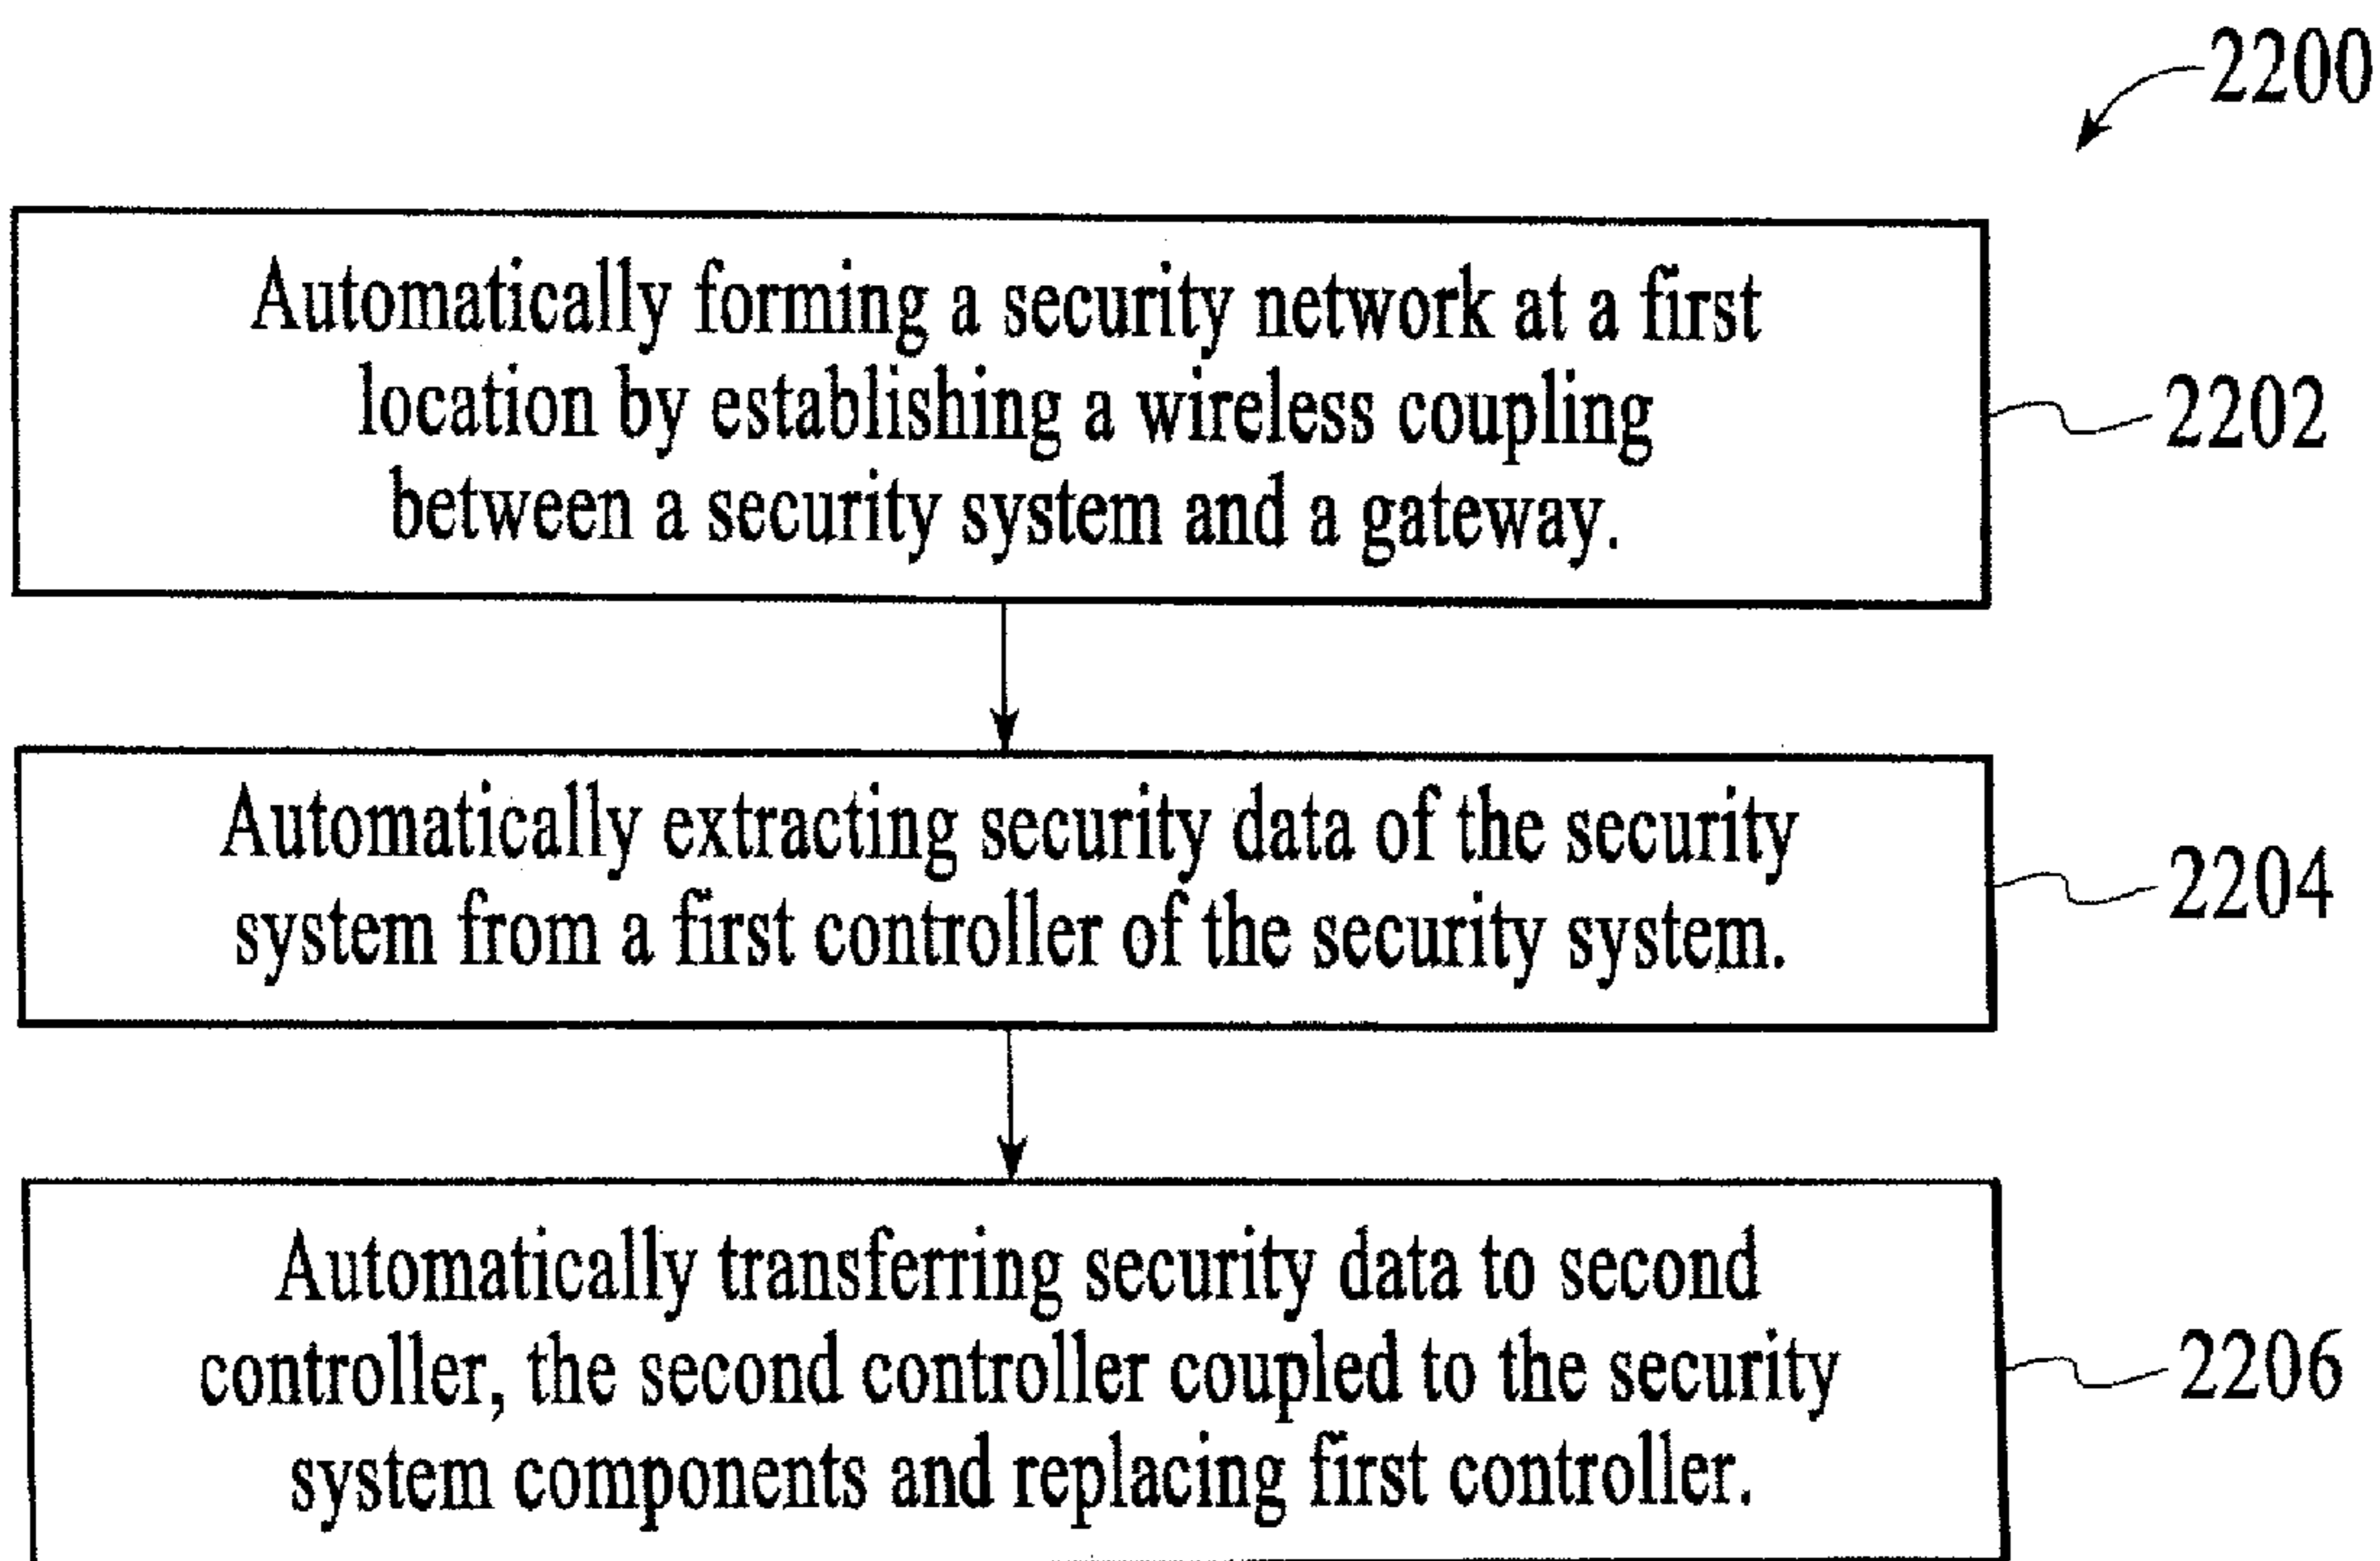 2200
Automatically forming a security network at a first
location by establishing a wireless coupling
between a security system and a gateway.
2202
Automatically extracting security data of the security
system from a first controller of the security system.
2204
Automatically transferring security data to second
controller, the second controller coupled to the security
system components and replacing first controller.
2206